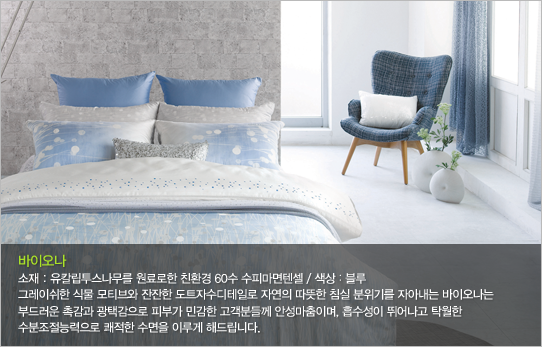 바이오나
소재 : 유칼립투스나무를 원료로한 친환경 60수 수피마면텐셀 / 색상 : 블루
그레이쉬한 식물 모티브와 잔잔한 도트자수디테일로 자연의 따뜻한 침실 분위기를 자아내는 바이오나는
부드러운 촉감과 광택감으로 피부가 민감한 고객분들께 안성마춤이며, 흡수성이 뛰어나고 탁월한
수분조절능력으로 쾌적한 수면을 이루게 해드립니다.